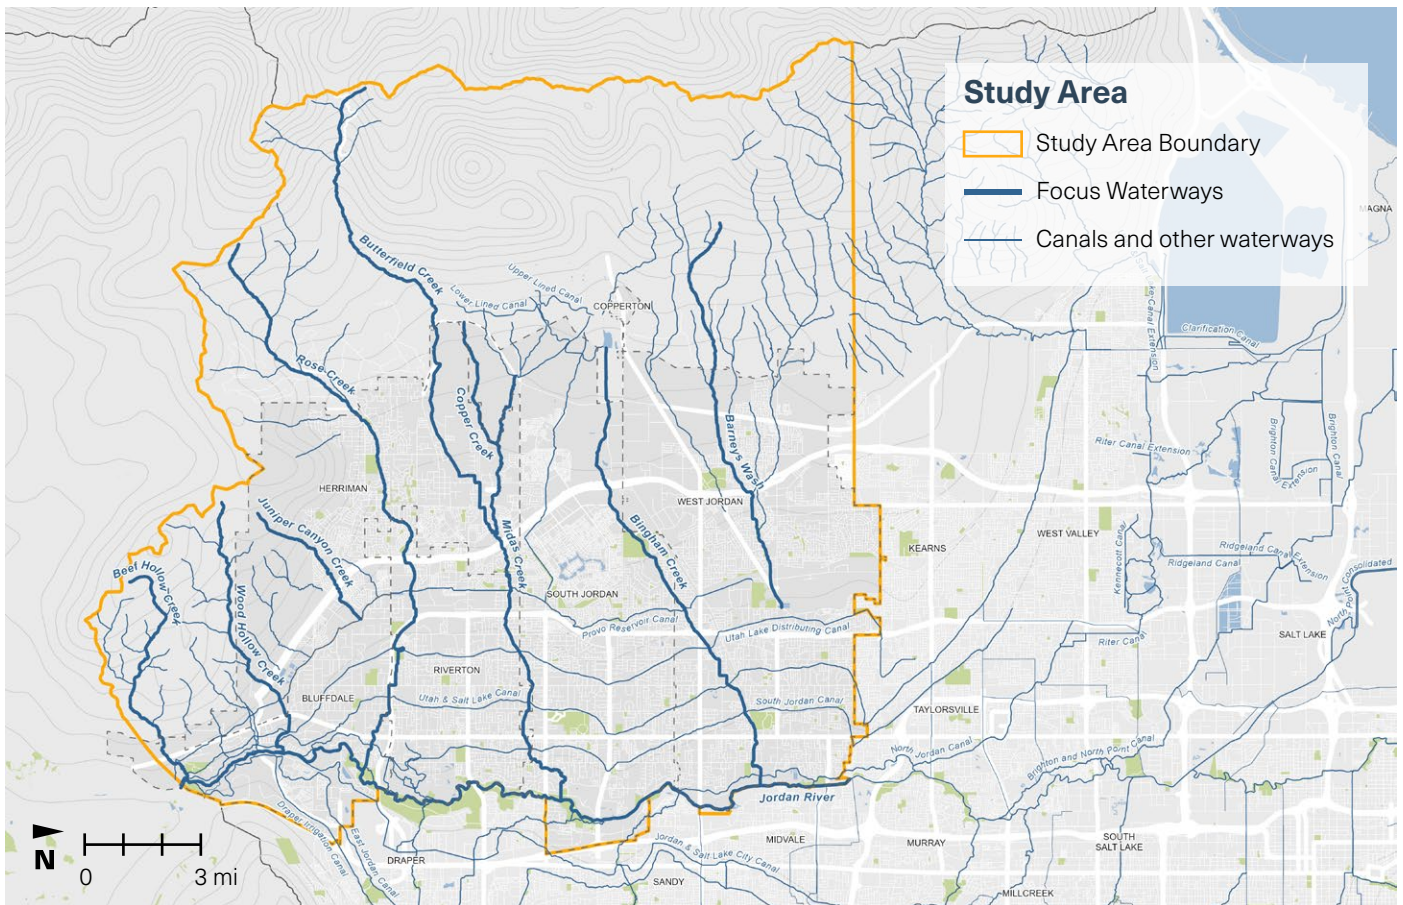 Study Area
Study Area Boundary
Focus Waterways
Canals and other waterways
MAGNA
Butterfield Creek
Upper Lined Canal
Lower Lined Canal
COPPERTON
Clarification Canal
Rose Creek
Copper Creek
Barneys Wash
Riter Canal Extension
Brighton Canal Extension
Brighton Canal
HERRIMAN
Juniper Canyon Creek
Midas Creek
Bingham Creek
WEST JORDAN
WEST VALLEY
KEARNS
Kennecott Canal
Ridgeland Canal Extension
Ridgeland Canal
Beef Hollow Creek
Wood Hollow Creek
SOUTH JORDAN
Provo Reservoir Canal
Utah Lake Distributing Canal
Riter Canal
SALT LAKE
RIVERTON
BLUFFDALE
Utah & Salt Lake Canal
South Jordan Canal
TAYLORSVILLE
North Jordan Canal
Brighton and North Point Canal
Jordan River
Draper Irrigation Canal
East Jordan Canal
DRAPER
Jordan & Salt Lake City Canal
SANDY
MIDVALE
MURRAY
SOUTH
SALT LAKE
MILLCREEK
N
0
3 mi